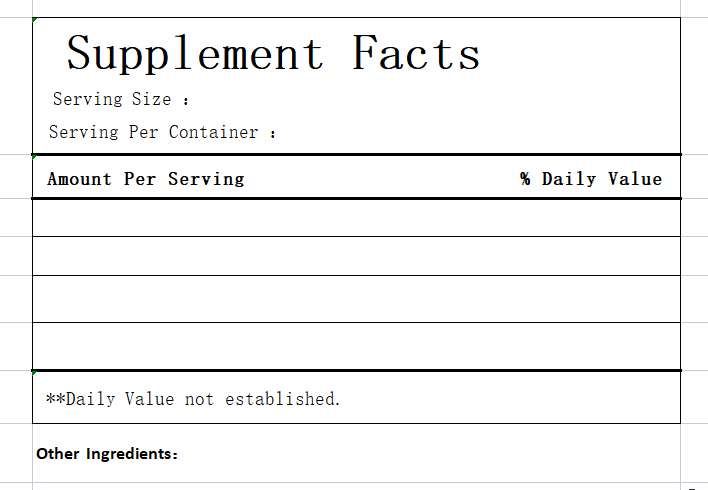 Supplement Facts
Serving Size :
Serving Per Container :
Amount Per Serving % Daily Value
**Daily Value not established.
Other Ingredients: